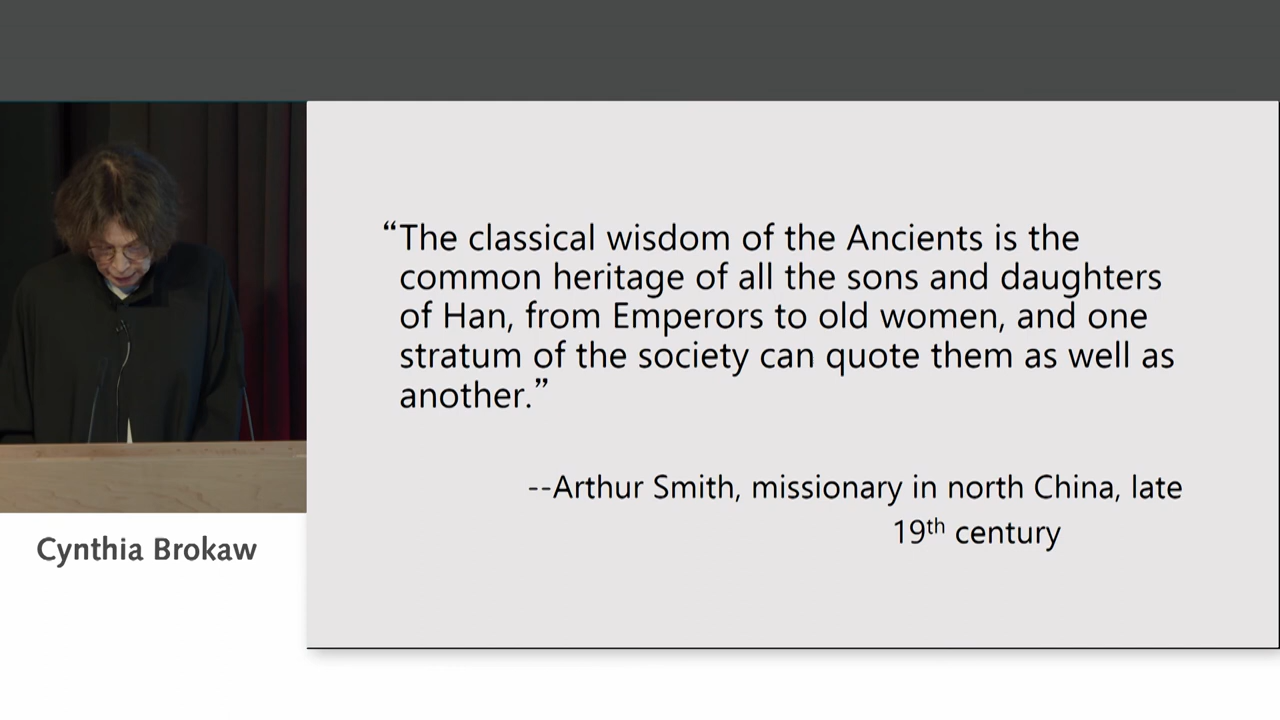 “The classical wisdom of the Ancients is the
common heritage of all the sons and daughters
of Han, from Emperors to old women, and one
stratum of the society can quote them as well as
another.”
--Arthur Smith, missionary in north China, late
19th century
Cynthia Brokaw